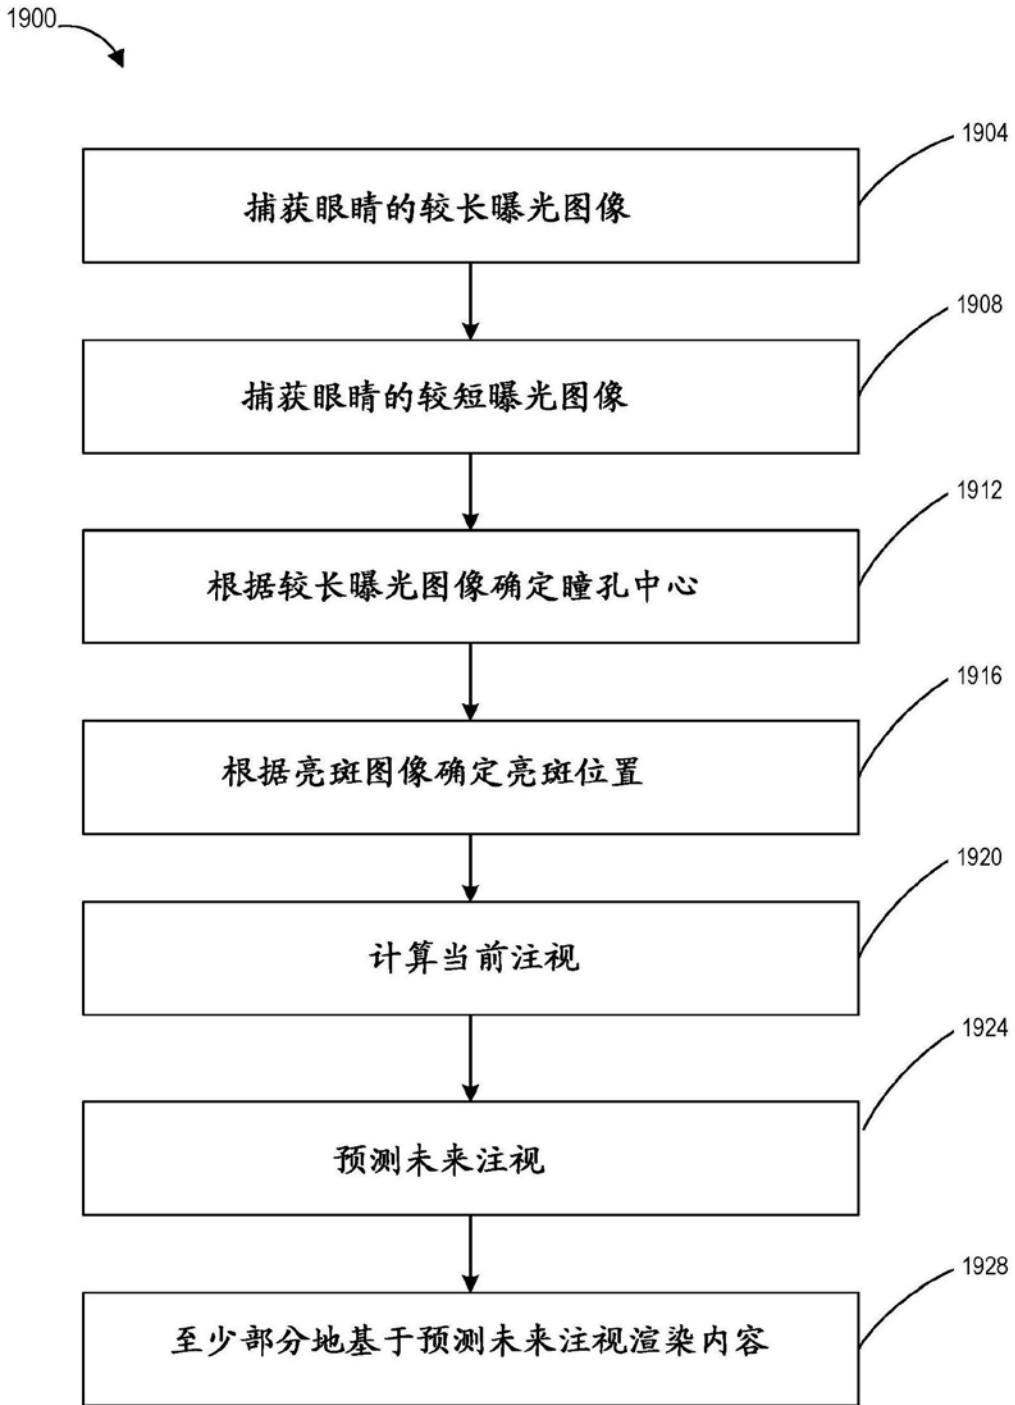 1900
1904
捕获眼睛的较长曝光图像
1908
捕获眼睛的较短曝光图像
1912
根据较长曝光图像确定瞳孔中心
1916
根据亮斑图像确定亮斑位置
1920
计算当前注视
1924
预测未来注视
1928
至少部分地基于预测未来注视渲染内容